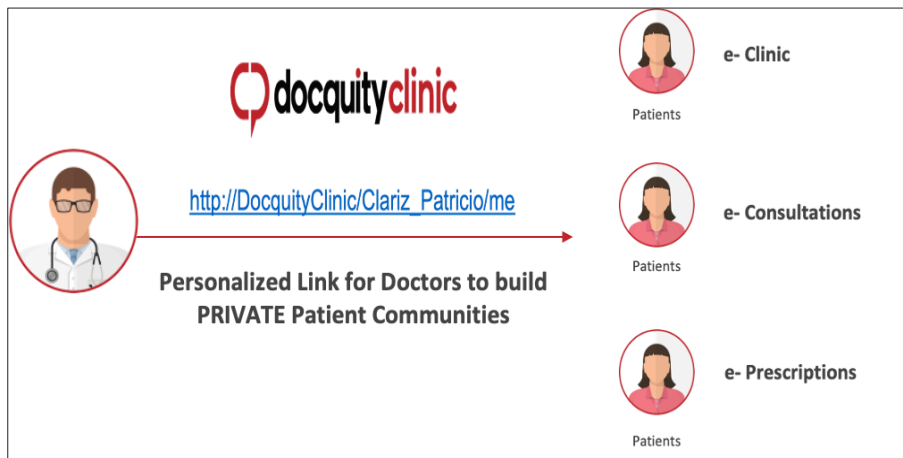 docquityclinic
http://DocquityClinic/Clariz_Patricio/me
Personalized Link for Doctors to build
PRIVATE Patient Communities
e- Clinic
Patients
e- Consultations
Patients
e- Prescriptions
Patients